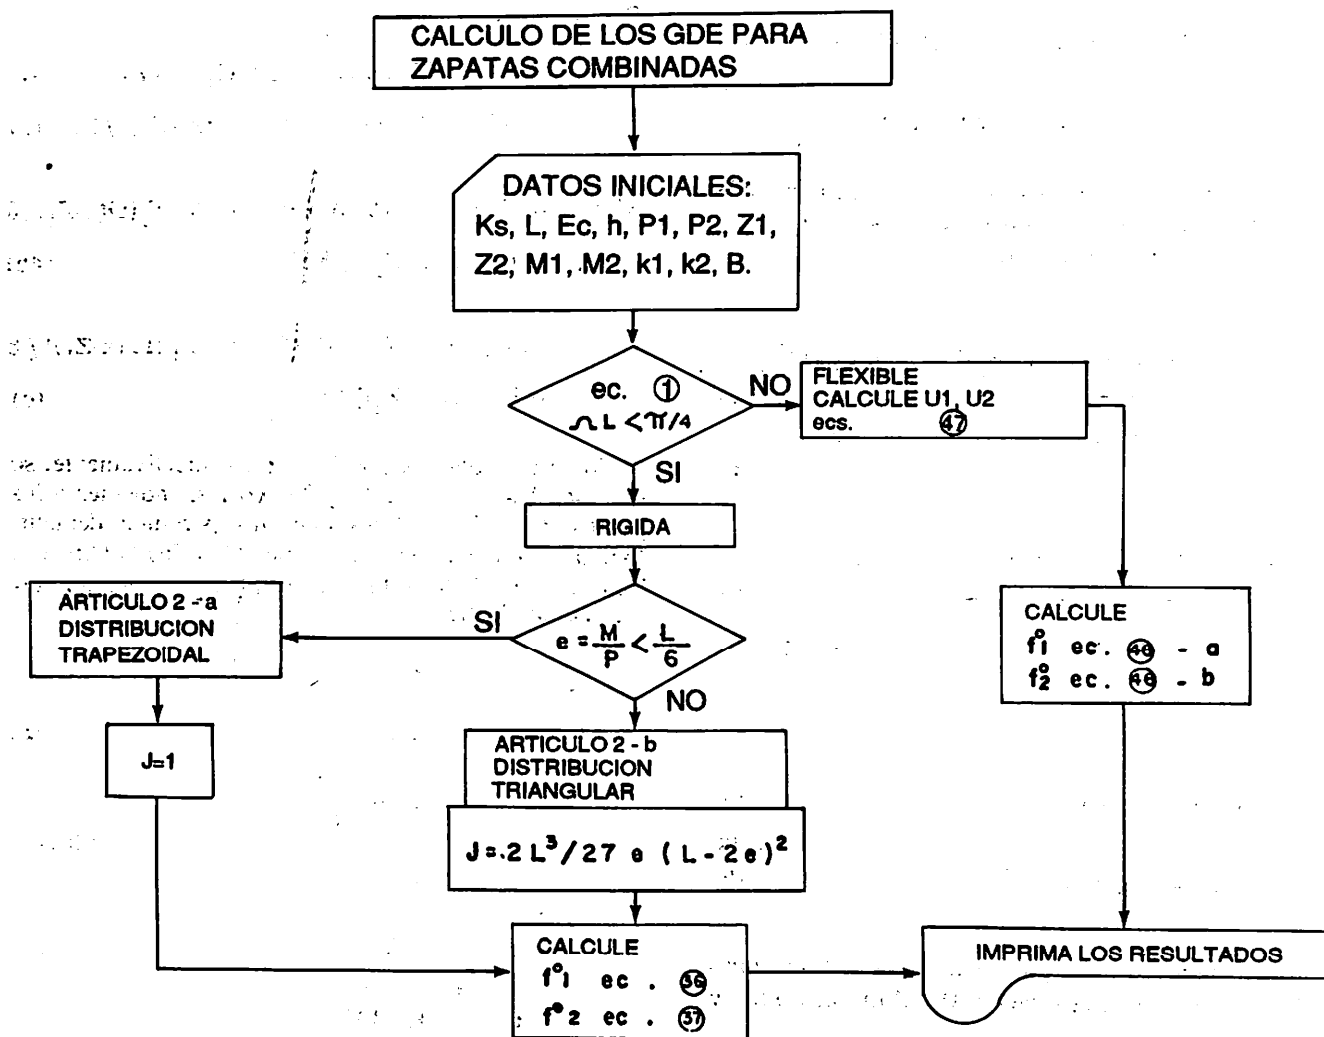 CALCULO DE LOS GDE PARA
ZAPATAS COMBINADAS
DATOS INICIALES:
Ks, L, Ec, h, P1, P2, Z1,
Z2, M1, M2, k1, k2, B.
ec. ①
L < π/4
NO
SI
FLEXIBLE
CALCULE U1, U2
ecs. ㊼
RIGIDA
e = M/P < L/6
SI
NO
ARTICULO 2 - a
DISTRIBUCION
TRAPEZOIDAL
J=1
ARTICULO 2 - b
DISTRIBUCION
TRIANGULAR
J = 2 L³/27 e ( L - 2e )²
CALCULE
f°1 ec. - a
f°2 ec. - b
CALCULE
f°1 ec . 36
f°2 ec . 37
IMPRIMA LOS RESULTADOS